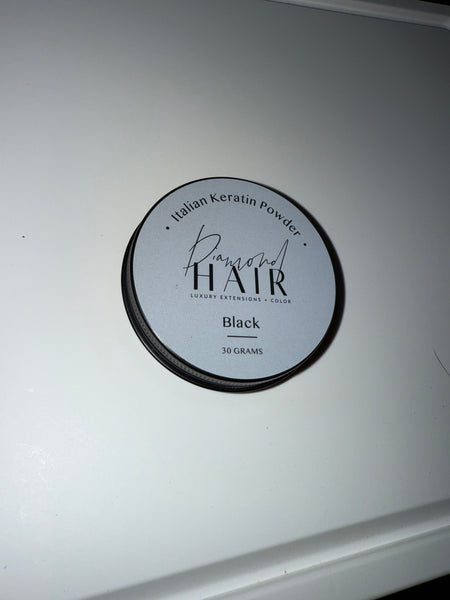 • Italian Keratin Powder •
Diamond
HAIR
LUXURY EXTENSIONS + COLOR
Black
30 GRAMS